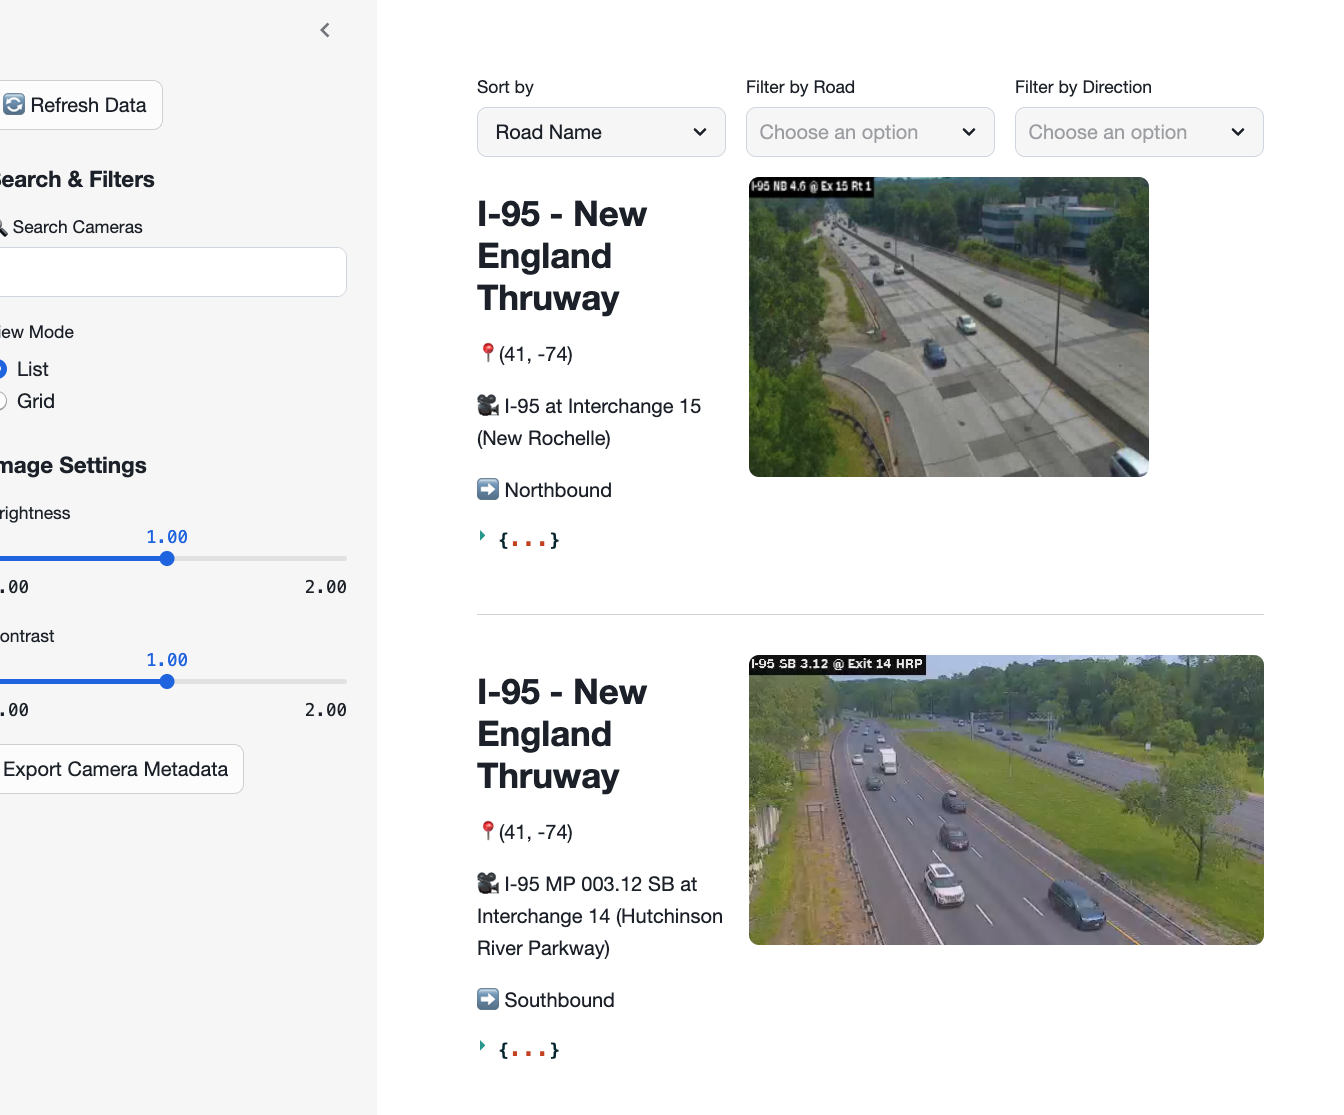 Refresh Data
earch & Filters
Search Cameras
iew Mode
List
Grid
mage Settings
rightness
1.00
.00 2.00
ontrast
1.00
.00 2.00
Export Camera Metadata
Sort by Filter by Road Filter by Direction
Road Name Choose an option Choose an option
I-95 - New
England
Thruway
(41, -74)
I-95 at Interchange 15
(New Rochelle)
Northbound
{...}
I-95 NB 4.6 @ Ex 15 Rt 1
I-95 - New
England
Thruway
(41, -74)
I-95 MP 003.12 SB at
Interchange 14 (Hutchinson
River Parkway)
Southbound
{...}
I-95 SB 3.12 @ Exit 14 HRP